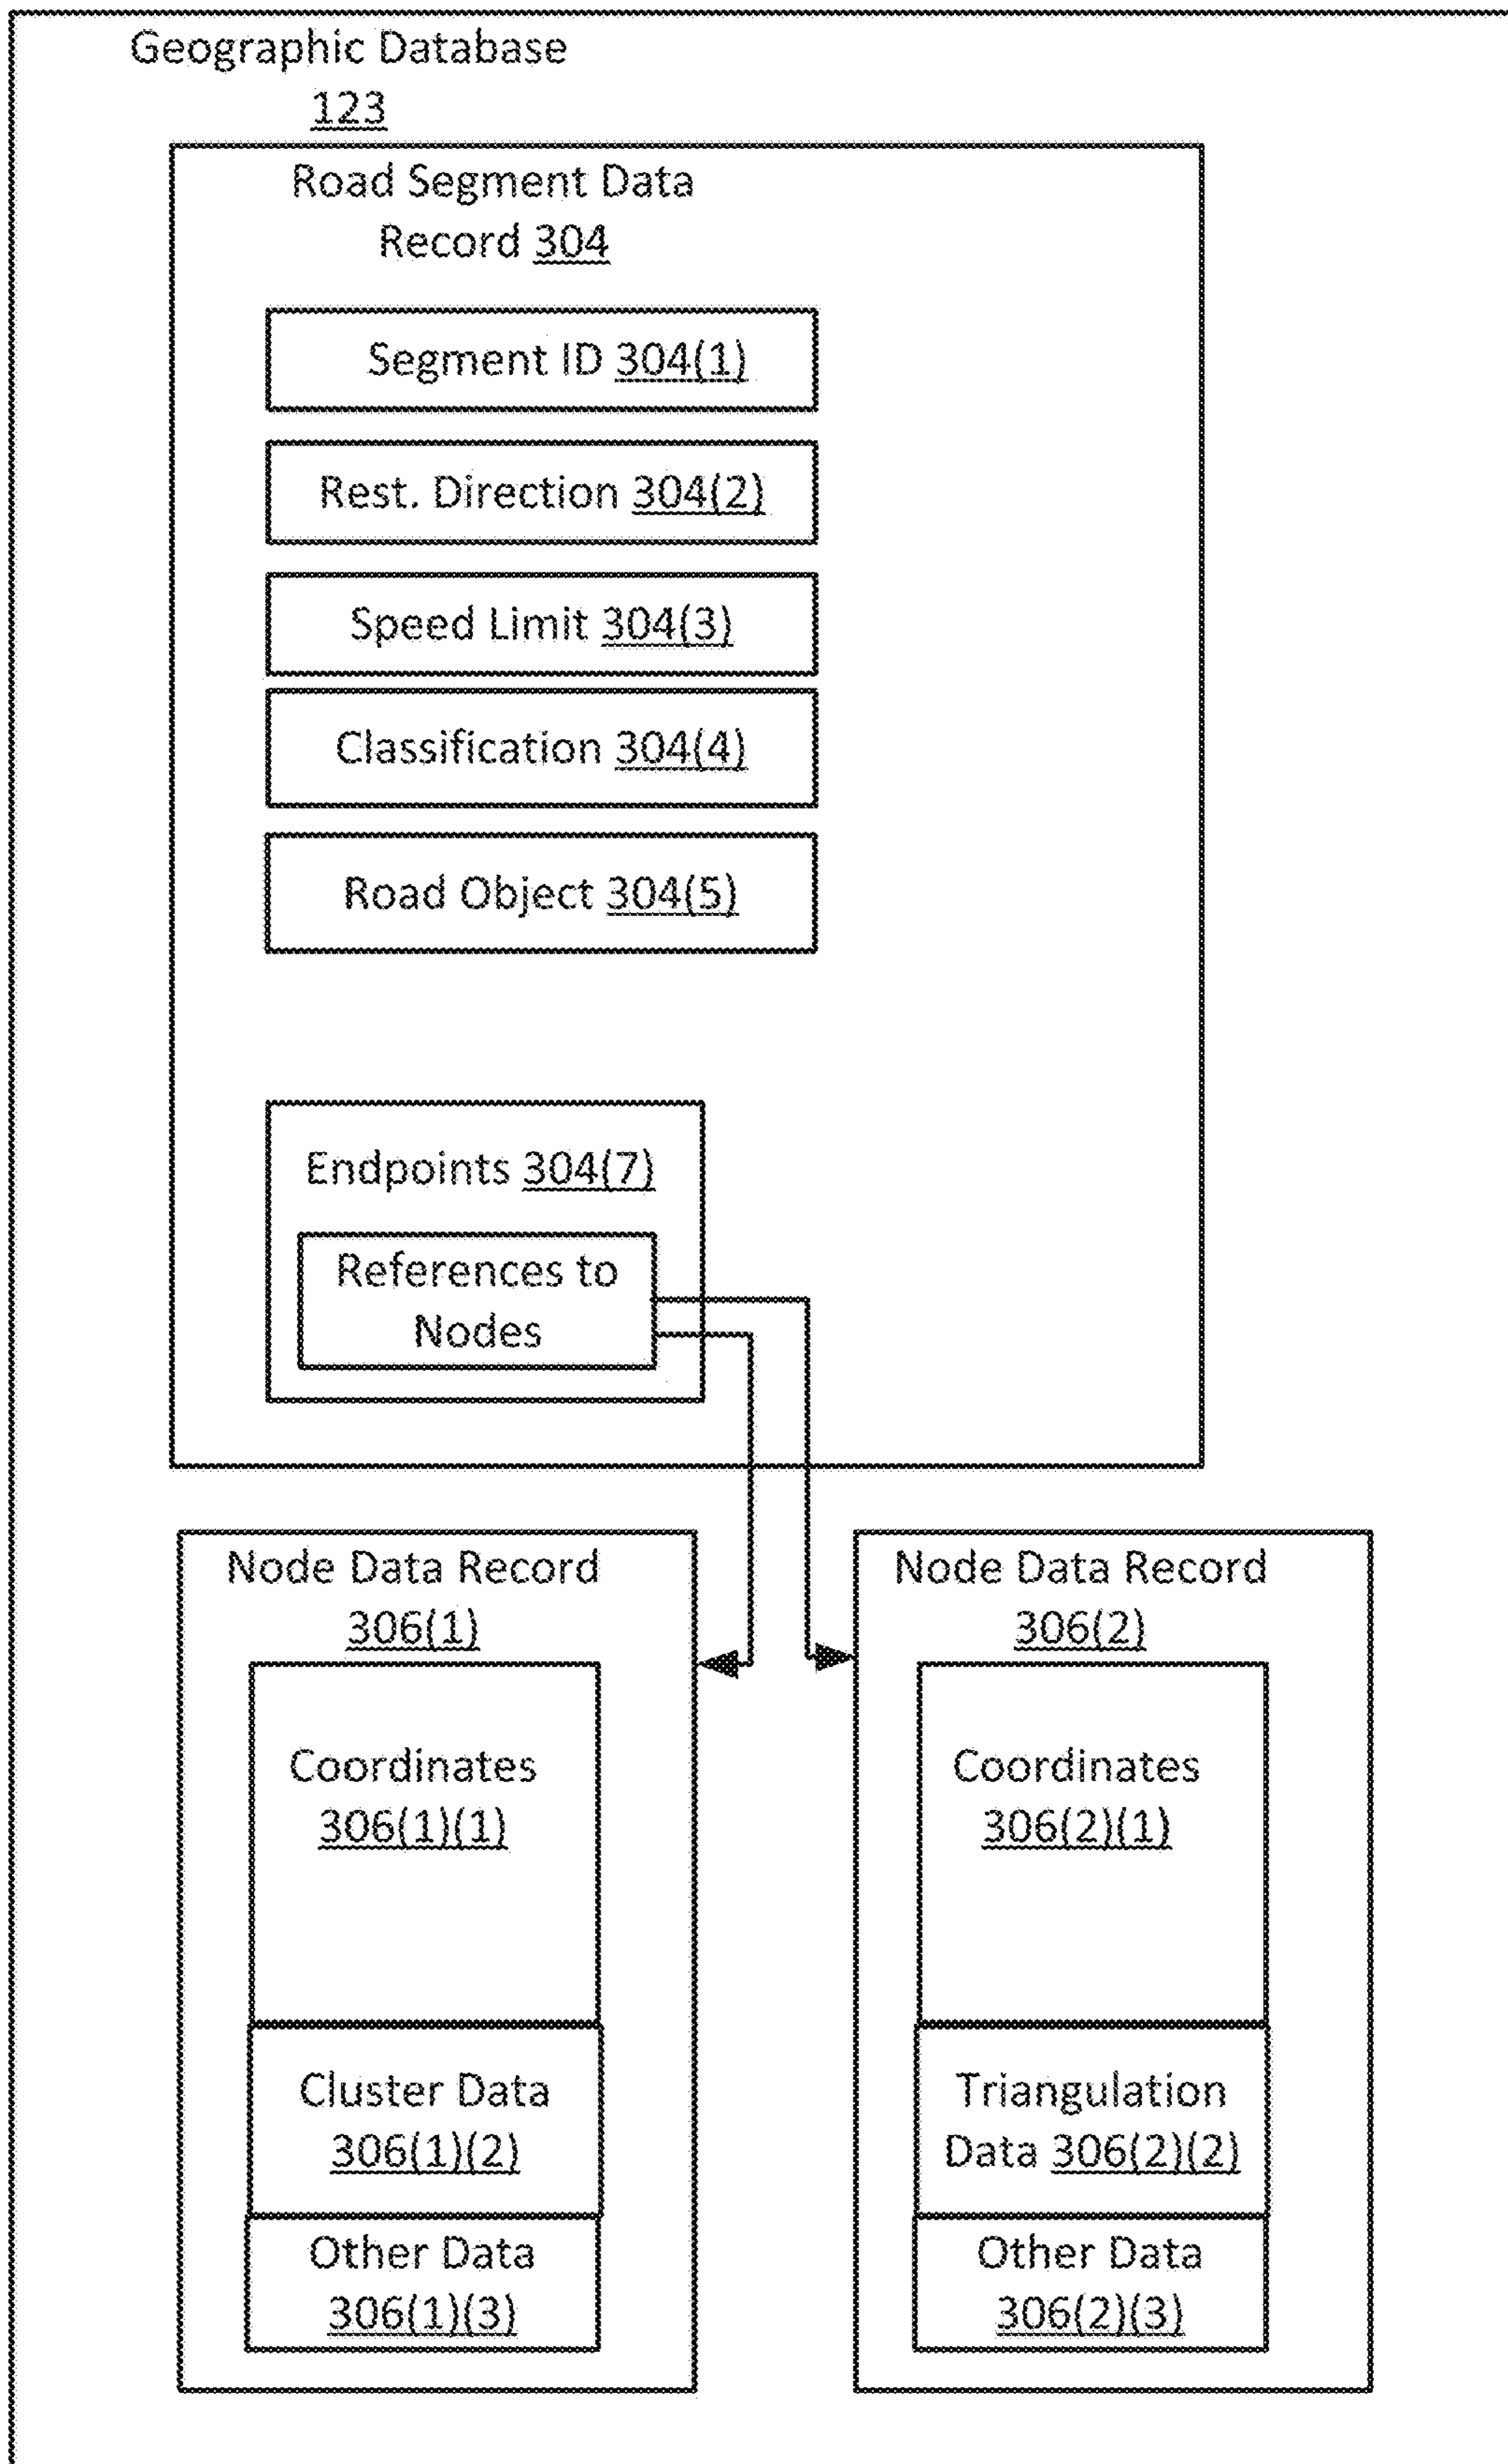 Geographic Database
123
Road Segment Data
Record 304
Segment ID 304(1)
Rest. Direction 304(2)
Speed Limit 304(3)
Classification 304(4)
Road Object 304(5)
Endpoints 304(7)
References to
Nodes
Node Data Record
306(1)
Coordinates
306(1)(1)
Cluster Data
306(1)(2)
Other Data
306(1)(3)
Node Data Record
306(2)
Coordinates
306(2)(1)
Triangulation
Data 306(2)(2)
Other Data
306(2)(3)